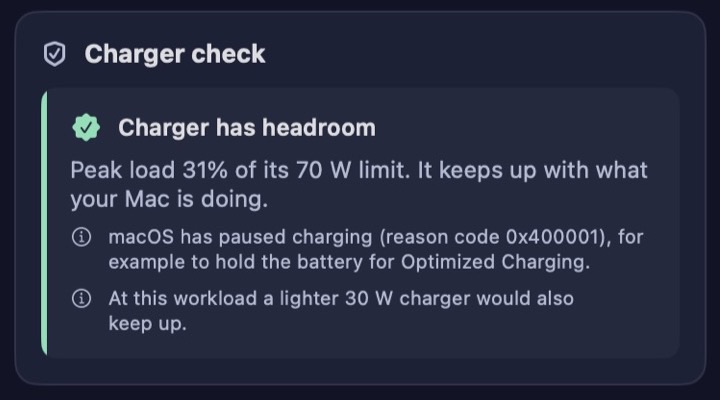 Charger check
Charger has headroom
Peak load 31% of its 70 W limit. It keeps up with what
your Mac is doing.
macOS has paused charging (reason code 0x400001), for
example to hold the battery for Optimized Charging.
At this workload a lighter 30 W charger would also
keep up.